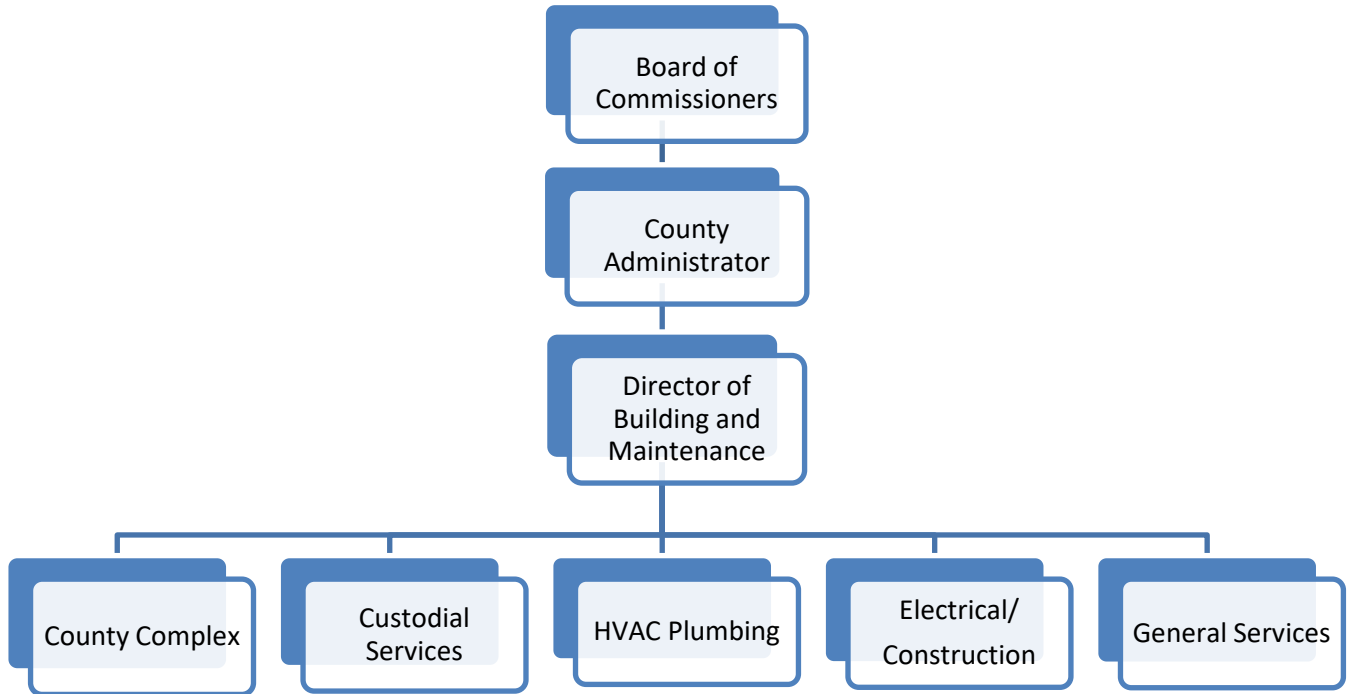 Board of
Commissioners
County
Administrator
Director of
Building and
Maintenance
County Complex
Custodial
Services
HVAC Plumbing
Electrical/
Construction
General Services